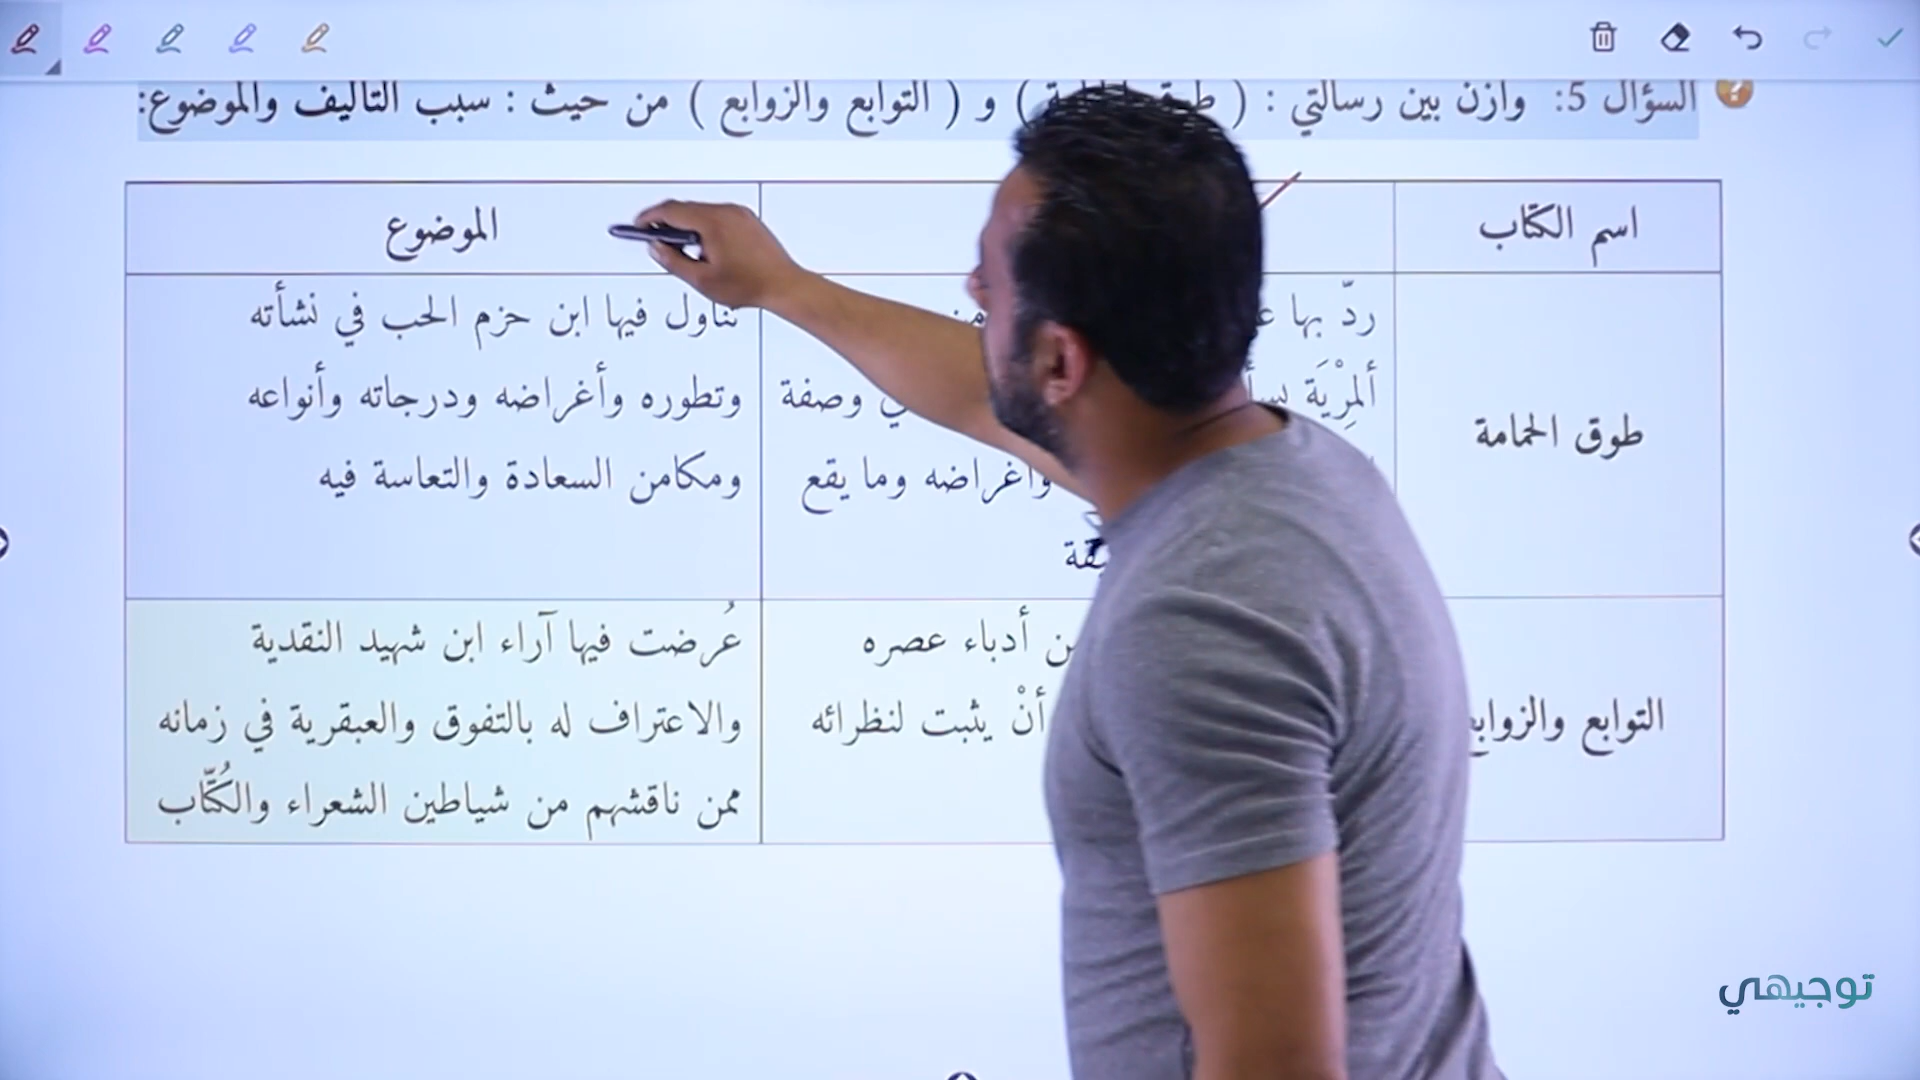 السؤال 5: وازن بين رسالتي : ( ) و ( التوابع والزوابع ) من حيث : سبب التأليف والموضوع:
اسم الكتاب
الموضوع
طوق الحمامة
ردّ بها من
ألمِرْيَة وصفة
وأغراضه وما يقع
تناول فيها ابن حزم الحب في نشأته
وتطوره وأغراضه ودرجاته وأنواعه
ومكامن السعادة والتعاسة فيه
التوابع والزوابع
أدباء عصره
أنْ يثبت لنظرائه
عُرضت فيها آراء ابن شهيد النقدية
والاعتراف له بالتفوق والعبقرية في زمانه
ممن ناقشهم من شياطين الشعراء والكُتّاب
توجيهي